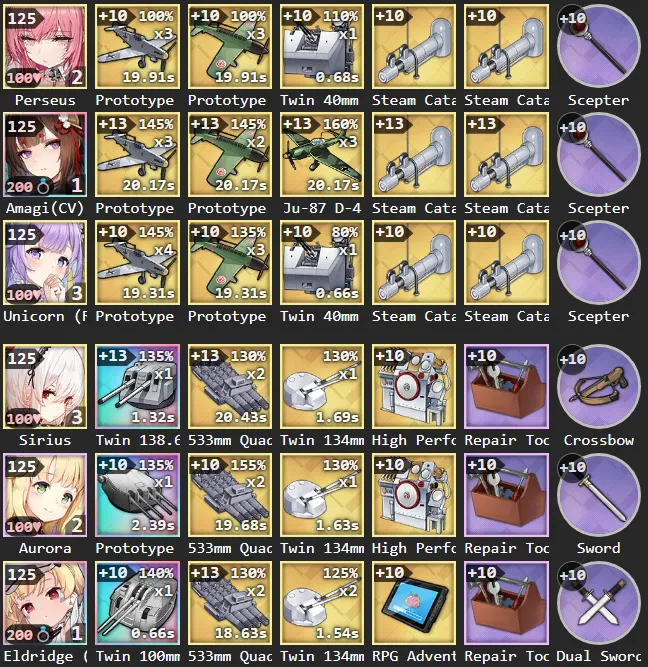 125 +10 100% +10 100% +10 110% +10 +10 +10
x3 x3 x1
100♥ 2 19.91s 19.91s 0.68s
Perseus Prototype Prototype Twin 40mm Steam Cata Steam Cata Scepter
125 +13 145% +13 145% +13 160% +13 +13 +10
x3 x2 x3
200 1 20.17s 20.17s 20.17s
Amagi(CV) Prototype Prototype Ju-87 D-4 Steam Cata Steam Cata Scepter
125 +10 145% +10 135% +10 80% +10 +10 +10
x4 x3 x1
100♥ 3 19.31s 19.31s 0.66s
Unicorn (R Prototype Prototype Twin 40mm Steam Cata Steam Cata Scepter
125 +13 135% +13 130% 130% +10 +10 +10
x1 x2 x1
100♥ 3 1.32s 20.43s 1.69s
Sirius Twin 138.6 533mm Quad Twin 134mm High Perfo Repair Too Crossbow
125 +10 135% +10 155% 130% +10 +10 +10
x1 x2 x1
100♥ 2 2.39s 19.68s 1.63s
Aurora Prototype 533mm Quad Twin 134mm High Perfo Repair Too Sword
125 +10 140% +13 130% 125% +10 +10 +10
x1 x2 x2
200 1 0.66s 18.63s 1.54s
Eldridge ( Twin 100mm 533mm Quad Twin 134mm RPG Advent Repair Too Dual Sword